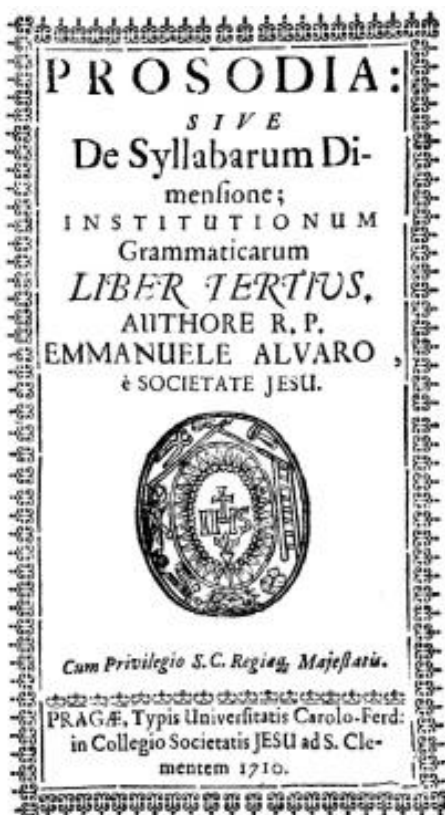 PROSODIA:
SIVE
De Syllabarum Di-
menſione;
INSTITUTIONUM
Grammaticarum
LIBER TERTIUS.
AUTHORE R. P.
EMMANUELE ALVARO,
è SOCIETATE JESU.
IHS
Cum Privilegio S. C. Regiæq; Majeſtatis.
PRAGÆ, Typis Univerſitatis Carolo-Ferd:
in Collegio Societatis JESU ad S. Cle-
mentem 1710.